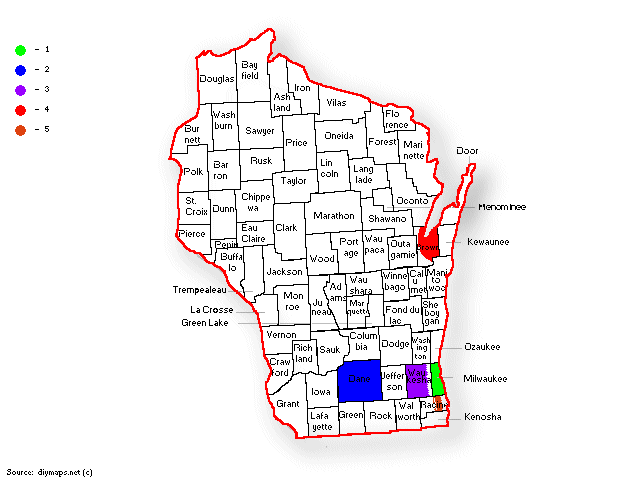 - 1
- 2
- 3
- 4
- 5
Douglas
Bay
field
Iron
Ash
land
Vilas
Flo
rence
Wash
burn
Bur
nett
Sawyer
Price
Oneida
Forest
Mari
nette
Door
Polk
Bar
ron
Rusk
Lin
coln
Lang
lade
Taylor
St.
Croix
Dunn
Chippe
wa
Oconto
Menominee
Marathon
Shawano
Clark
Pierce
Pepin
Eau
Claire
Brown
Kewaunee
Buffa
lo
Wood
Port
age
Wau
paca
Outa
gamie
Jackson
Trempealeau
Winne
bago
Cal
u
met
Mani
to
woc
Wau
shara
Ad
ams
Mon
roe
Ju
neau
Mar
quette
La Crosse
Green Lake
Fond du
lac
She
boy
gan
Vernon
Colum
bia
Dodge
Wash
ing
ton
Ozaukee
Rich
land
Sauk
Craw
ford
Dane
Jeffer
son
Wau
kesha
Milwaukee
Iowa
Grant
Lafa
yette
Green
Rock
Wal
worth
Racine
Kenosha
Source: diymaps.net (c)